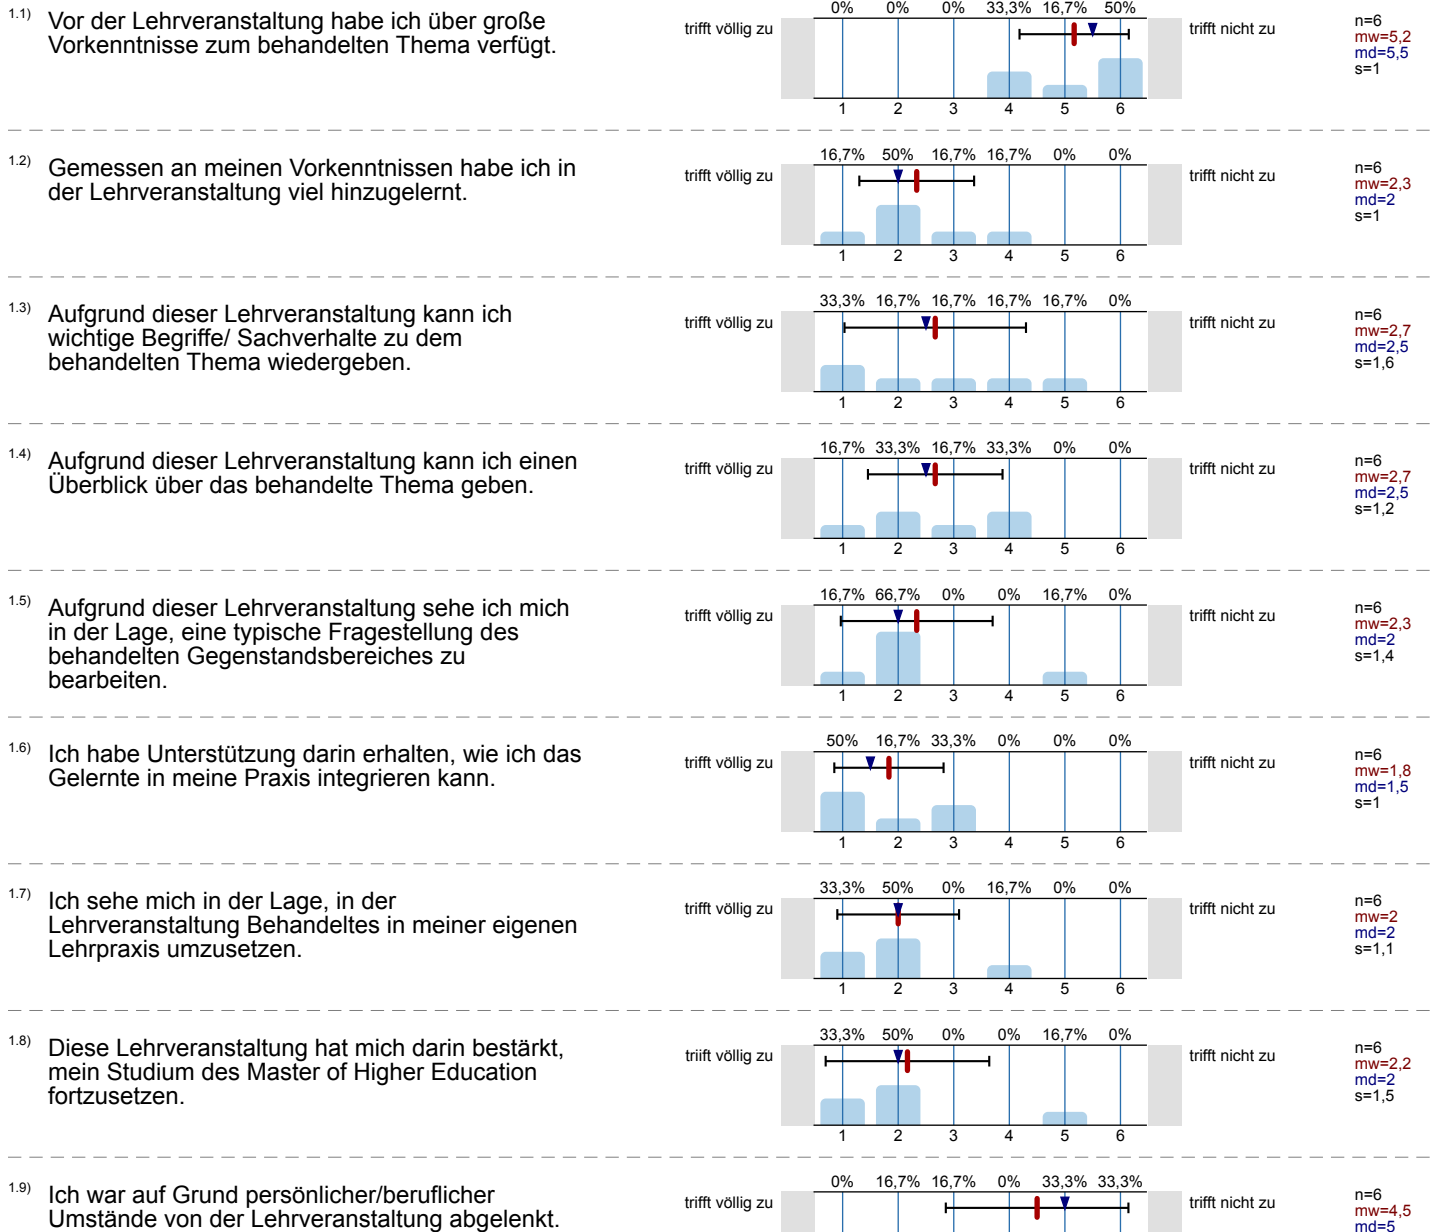 1.1) Vor der Lehrveranstaltung habe ich über große
Vorkenntnisse zum behandelten Thema verfügt.
0% 0% 0% 33,3% 16,7% 50%
trifft völlig zu trifft nicht zu
1 2 3 4 5 6
n=6
mw=5,2
md=5,5
s=1
1.2) Gemessen an meinen Vorkenntnissen habe ich in
der Lehrveranstaltung viel hinzugelernt.
16,7% 50% 16,7% 16,7% 0% 0%
trifft völlig zu trifft nicht zu
1 2 3 4 5 6
n=6
mw=2,3
md=2
s=1
1.3) Aufgrund dieser Lehrveranstaltung kann ich
wichtige Begriffe/ Sachverhalte zu dem
behandelten Thema wiedergeben.
33,3% 16,7% 16,7% 16,7% 16,7% 0%
trifft völlig zu trifft nicht zu
1 2 3 4 5 6
n=6
mw=2,7
md=2,5
s=1,6
1.4) Aufgrund dieser Lehrveranstaltung kann ich einen
Überblick über das behandelte Thema geben.
16,7% 33,3% 16,7% 33,3% 0% 0%
trifft völlig zu trifft nicht zu
1 2 3 4 5 6
n=6
mw=2,7
md=2,5
s=1,2
1.5) Aufgrund dieser Lehrveranstaltung sehe ich mich
in der Lage, eine typische Fragestellung des
behandelten Gegenstandsbereiches zu
bearbeiten.
16,7% 66,7% 0% 0% 16,7% 0%
trifft völlig zu trifft nicht zu
1 2 3 4 5 6
n=6
mw=2,3
md=2
s=1,4
1.6) Ich habe Unterstützung darin erhalten, wie ich das
Gelernte in meine Praxis integrieren kann.
50% 16,7% 33,3% 0% 0% 0%
trifft völlig zu trifft nicht zu
1 2 3 4 5 6
n=6
mw=1,8
md=1,5
s=1
1.7) Ich sehe mich in der Lage, in der
Lehrveranstaltung Behandeltes in meiner eigenen
Lehrpraxis umzusetzen.
33,3% 50% 0% 16,7% 0% 0%
trifft völlig zu trifft nicht zu
1 2 3 4 5 6
n=6
mw=2
md=2
s=1,1
1.8) Diese Lehrveranstaltung hat mich darin bestärkt,
mein Studium des Master of Higher Education
fortzusetzen.
33,3% 50% 0% 0% 16,7% 0%
triift völlig zu trifft nicht zu
1 2 3 4 5 6
n=6
mw=2,2
md=2
s=1,5
1.9) Ich war auf Grund persönlicher/beruflicher
Umstände von der Lehrveranstaltung abgelenkt.
0% 16,7% 16,7% 0% 33,3% 33,3%
trifft völlig zu trifft nicht zu
n=6
mw=4,5
md=5